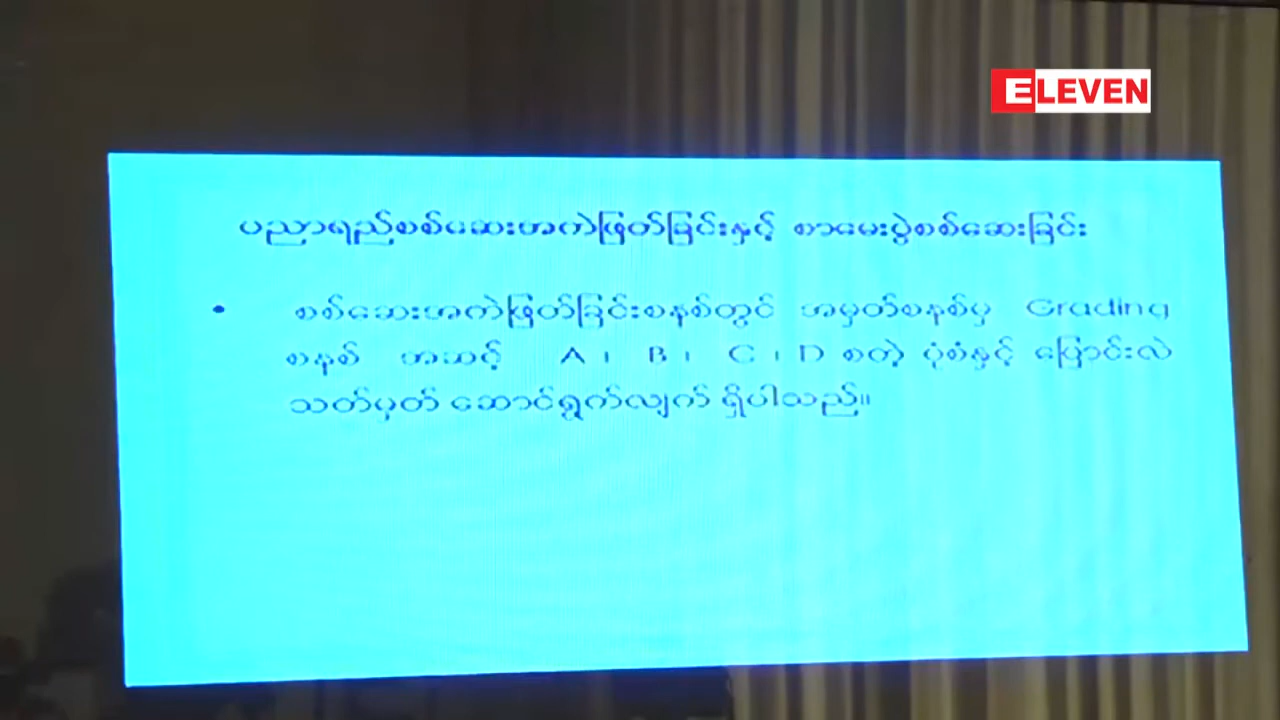 ELEVEN
ပညာရည်စစ်ဆေးအကဲဖြတ်ခြင်းနှင့် စာမေးပွဲစစ်ဆေးခြင်း
• စစ်ဆေးအကဲဖြတ်ခြင်းစနစ်တွင် အမှတ်စနစ်မှ Grading
စနစ် အဆင့် A ၊ B ၊ C ၊ D စတဲ့ ပုံစံနှင့် ပြောင်းလဲ
သတ်မှတ် ဆောင်ရွက်လျက် ရှိပါသည်။